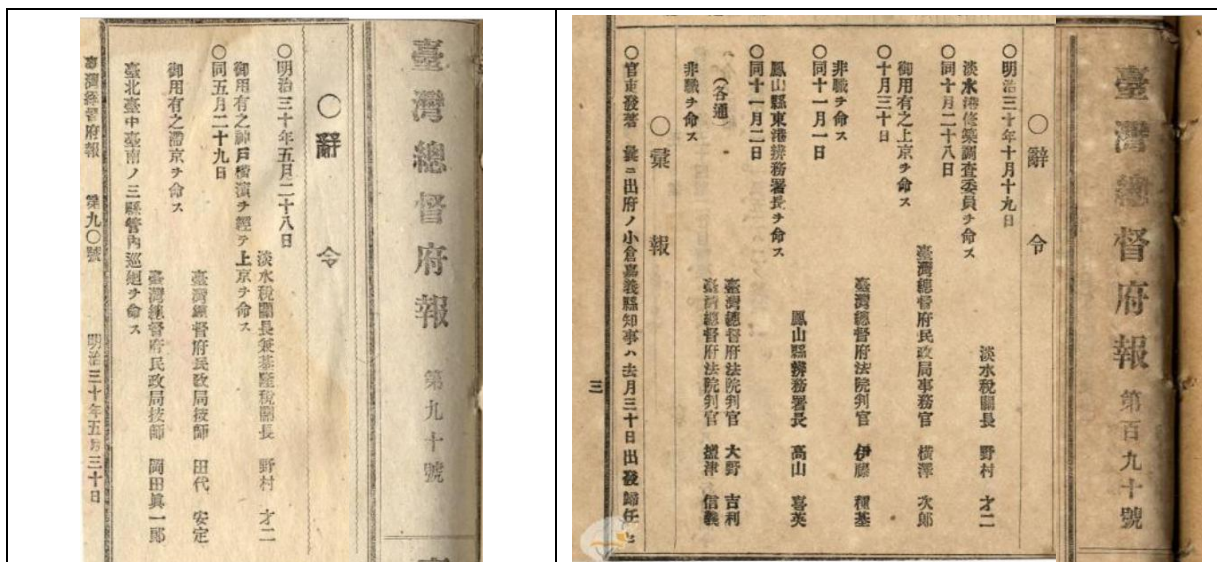 臺灣總督府報 第九十號
○辭令
○明治三十年五月二十八日
淡水稅關長兼基隆稅關長 野村 才二
御用有之神戶橫濱ヲ經テ上京ヲ命ス
○同五月二十九日
臺灣總督府民政局技師 田代 安定
御用有之滯京ヲ命ス
臺灣總督府民政局技師 岡田眞一郎
臺北臺中臺南ノ三縣管內巡廻ヲ命ス
臺灣總督府報 第九〇號 明治三十年五月三十日
臺灣總督府報 第百九十號
○辭令
○明治三十年十月十九日
淡水稅關長 野村 才二
淡水港修築調査委員ヲ命ス
○同十月二十八日
臺灣總督府民政局事務官 橫澤 次郎
御用有之上京ヲ命ス
○十月三十日
臺灣總督府法院判官 伊藤 種基
非職ヲ命ス
○同十一月一日
鳳山縣辨務署長 高山 喜英
鳳山縣東港辨務署長ヲ命ス
○同十一月二日
臺灣總督府法院判官 大野 吉利
臺灣總督府法院判官 攝津 信義
(各通)
非職ヲ命ス
○彙報
○官吏發著 曩ニ出府ノ小倉嘉義縣知事ハ去月三十日出發歸任セ
三